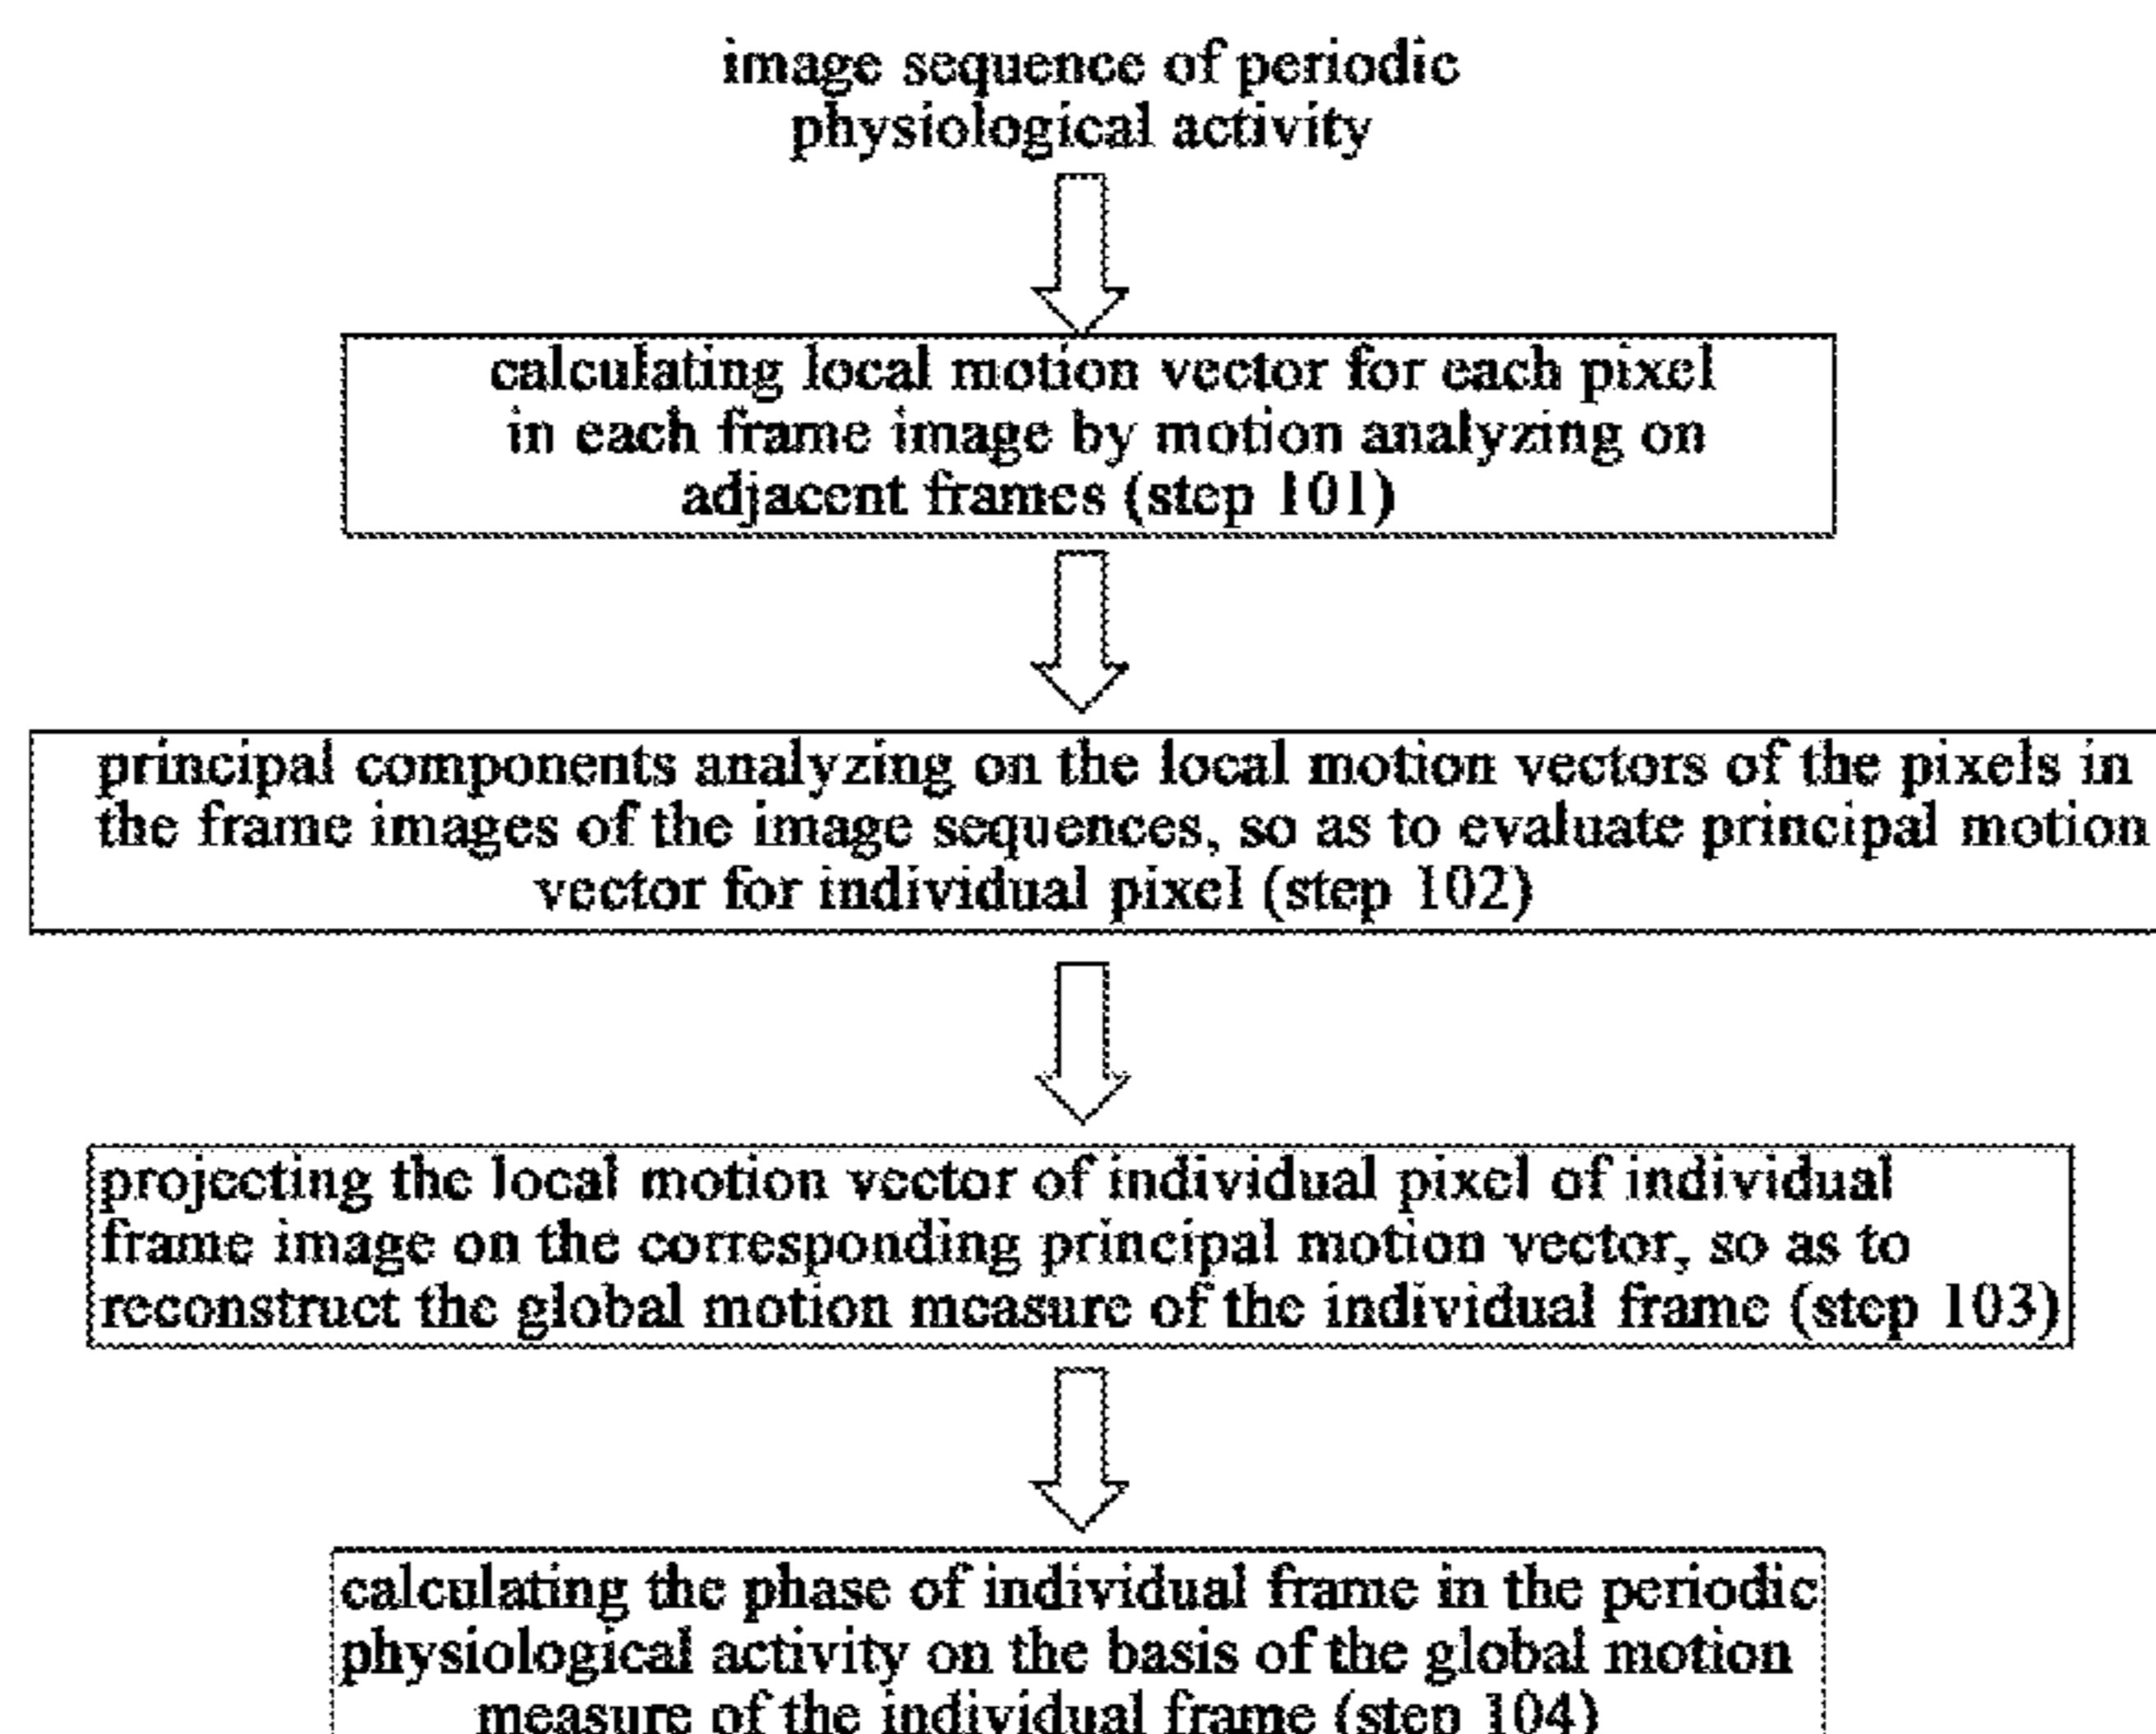 image sequence of periodic
physiological activity
calculating local motion vector for each pixel
in each frame image by motion analyzing on
adjacent frames (step 101)
principal components analyzing on the local motion vectors of the pixels in
the frame images of the image sequences, so as to evaluate principal motion
vector for individual pixel (step 102)
projecting the local motion vector of individual pixel of individual
frame image on the corresponding principal motion vector, so as to
reconstruct the global motion measure of the individual frame (step 103)
calculating the phase of individual frame in the periodic
physiological activity on the basis of the global motion
measure of the individual frame (step 104)